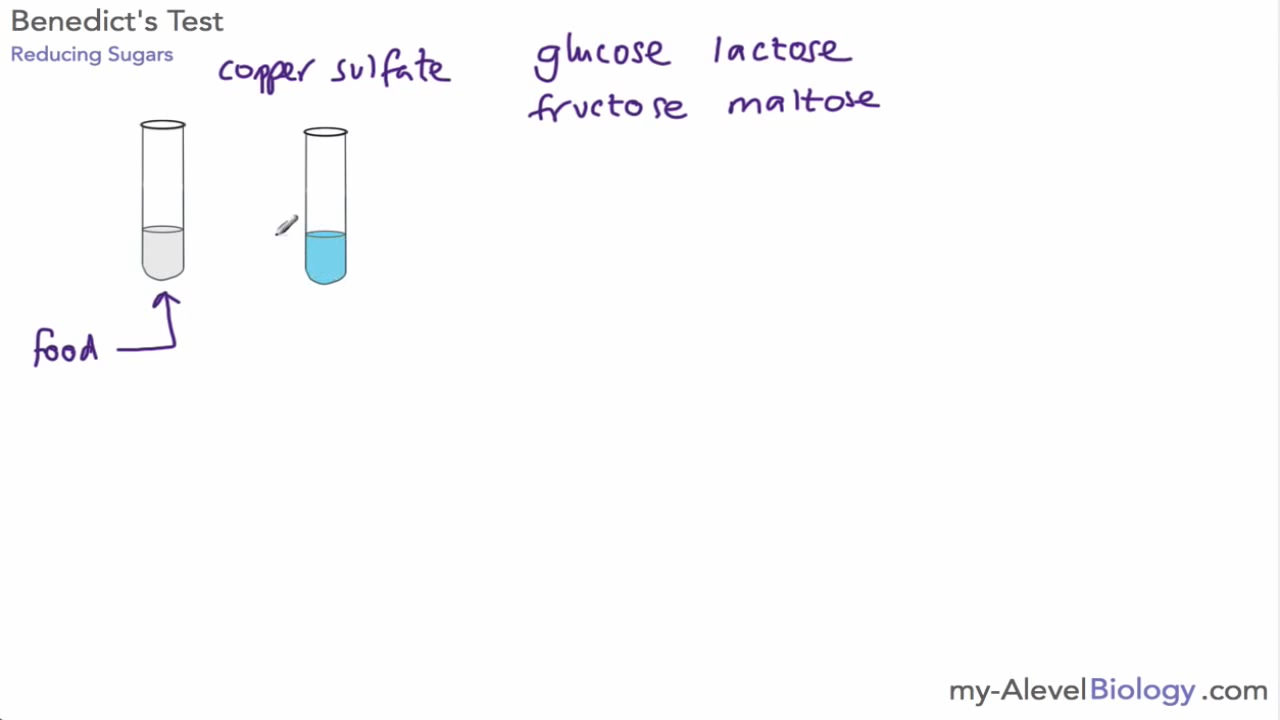 Benedict's Test
Reducing Sugars
copper sulfate
glucose lactose
fructose maltose
food
my-AlevelBiology.com